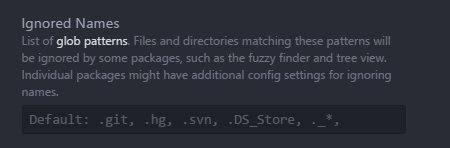 Ignored Names
List of glob patterns. Files and directories matching these patterns will
be ignored by some packages, such as the fuzzy finder and tree view.
Individual packages might have additional config settings for ignoring
names.
Default: .git, .hg, .svn, .DS_Store, ._*,